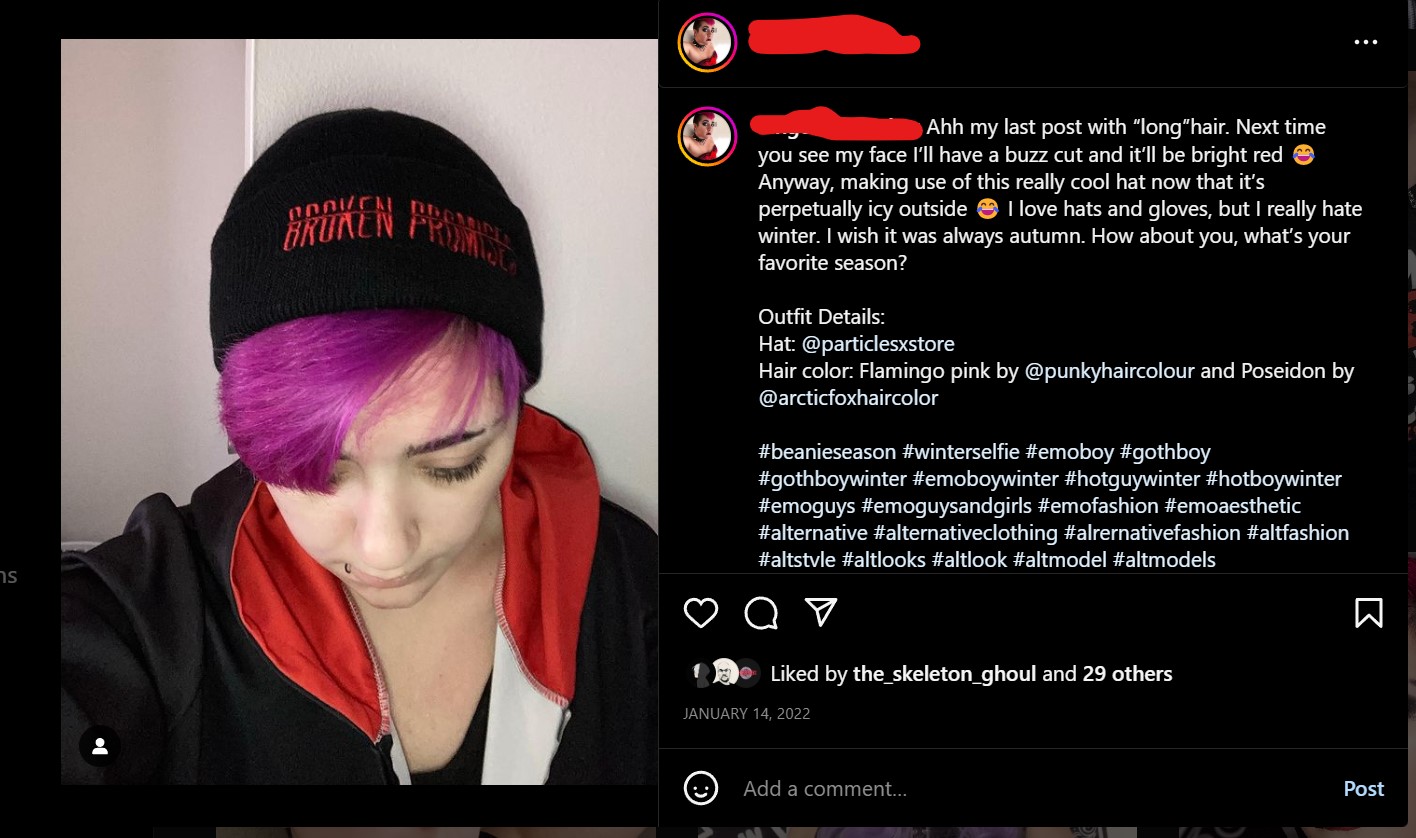 BROKEN PROMISES
Ahh my last post with “long”hair. Next time
you see my face I’ll have a buzz cut and it’ll be bright red 😂
Anyway, making use of this really cool hat now that it’s
perpetually icy outside 😂 I love hats and gloves, but I really hate
winter. I wish it was always autumn. How about you, what’s your
favorite season?
Outfit Details:
Hat: @particlesxstore
Hair color: Flamingo pink by @punkyhaircolour and Poseidon by
@arcticfoxhaircolor
#beanieseason #winterselfie #emoboy #gothboy
#gothboywinter #emoboywinter #hotguywinter #hotboywinter
#emoguys #emoguysandgirls #emofashion #emoaesthetic
#alternative #alternativeclothing #alrernativefashion #altfashion
#altstyle #altlooks #altlook #altmodel #altmodels
Liked by the_skeleton_ghoul and 29 others
JANUARY 14, 2022
Add a comment...
Post